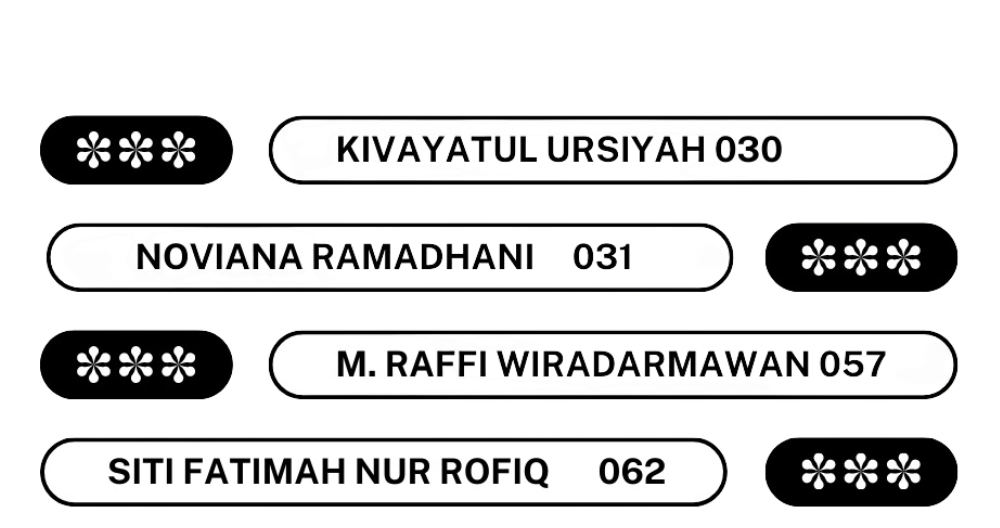 *** KIVAYATUL URSIYAH 030
NOVIANA RAMADHANI 031 ***
*** M. RAFFI WIRADARMAWAN 057
SITI FATIMAH NUR ROFIQ 062 ***